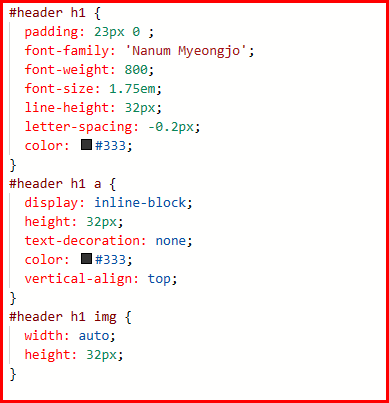 #header h1 {
padding: 23px 0 ;
font-family: 'Nanum Myeongjo';
font-weight: 800;
font-size: 1.75em;
line-height: 32px;
letter-spacing: -0.2px;
color: #333;
}
#header h1 a {
display: inline-block;
height: 32px;
text-decoration: none;
color: #333;
vertical-align: top;
}
#header h1 img {
width: auto;
height: 32px;
}